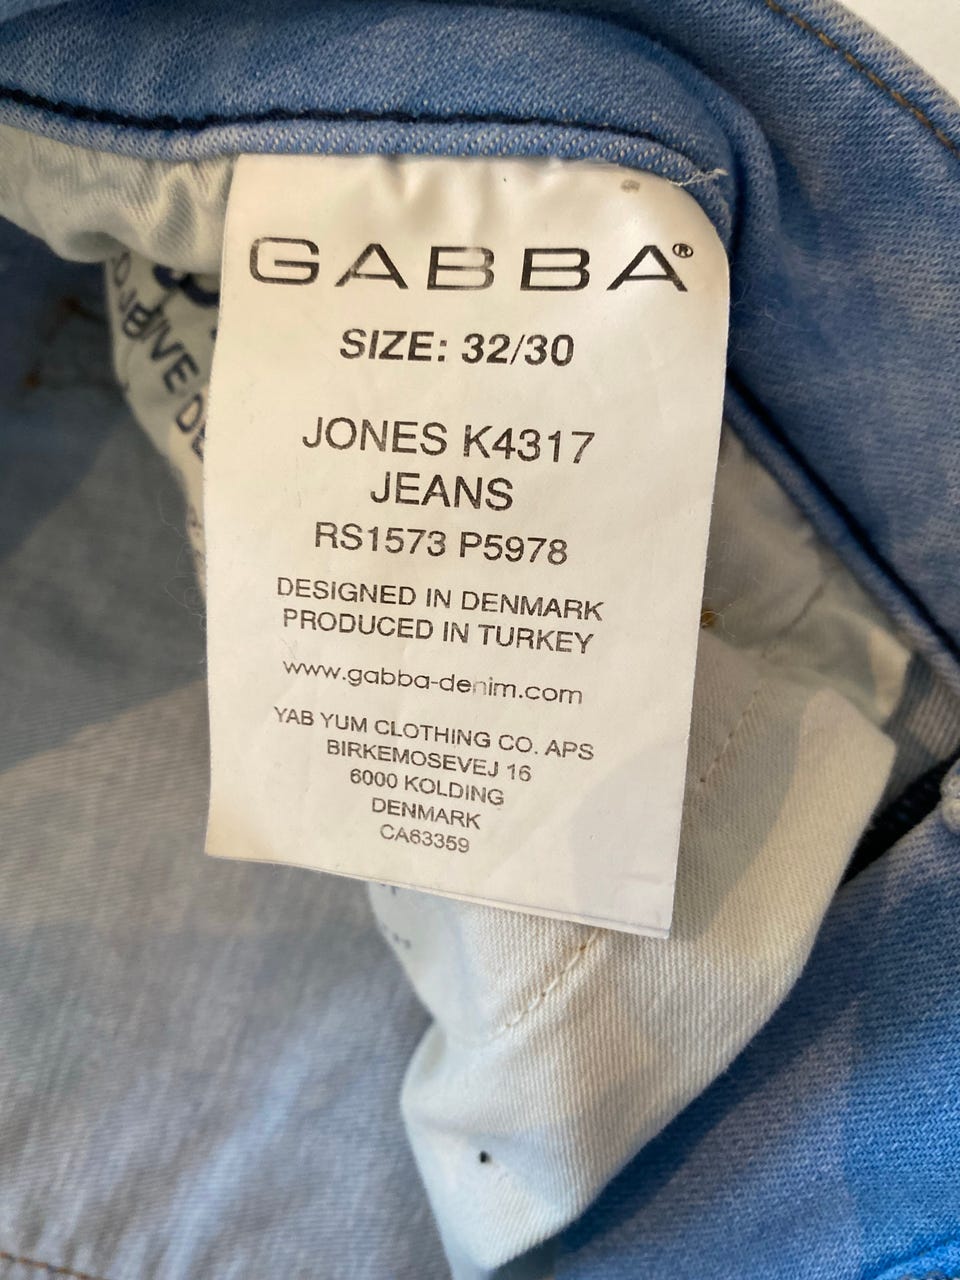 GABBA®
SIZE: 32/30
JONES K4317
JEANS
RS1573 P5978
DESIGNED IN DENMARK
PRODUCED IN TURKEY
www.gabba-denim.com
YAB YUM CLOTHING CO. APS
BIRKEMOSEVEJ 16
6000 KOLDING
DENMARK
CA63359